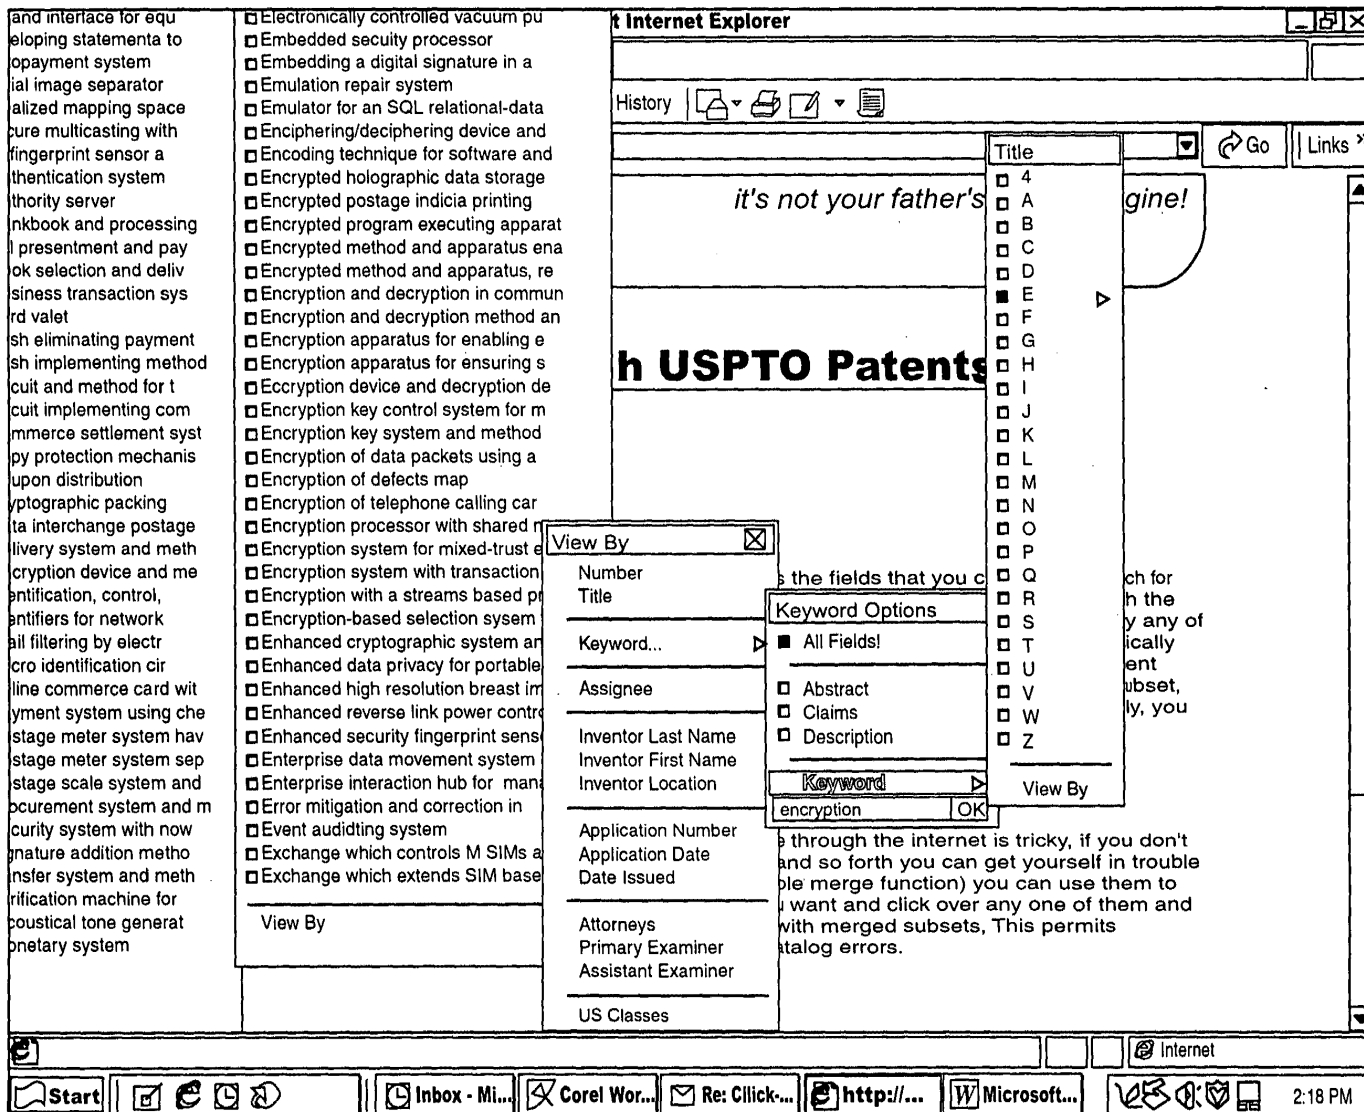 and interface for equ
eloping statementa to
opayment system
ial image separator
alized mapping space
cure multicasting with
fingerprint sensor a
thentication system
thority server
nkbook and processing
l presentment and pay
ok selection and deliv
siness transaction sys
rd valet
sh eliminating payment
sh implementing method
cuit and method for t
cuit implementing com
mmerce settlement syst
py protection mechanis
upon distribution
yptographic packing
ta interchange postage
livery system and meth
cryption device and me
entification, control,
entifiers for network
ail filtering by electr
cro identification cir
line commerce card wit
yment system using che
stage meter system hav
stage meter system sep
stage scale system and
ocurement system and m
curity system with now
gnature addition metho
nsfer system and meth
rification machine for
coustical tone generat
onetary system
Electronically controlled vacuum pu
Embedded secuity processor
Embedding a digital signature in a
Emulation repair system
Emulator for an SQL relational-data
Enciphering/deciphering device and
Encoding technique for software and
Encrypted holographic data storage
Encrypted postage indicia printing
Encrypted program executing apparat
Encrypted method and apparatus ena
Encrypted method and apparatus, re
Encryption and decryption in commun
Encryption and decryption method an
Encryption apparatus for enabling e
Encryption apparatus for ensuring s
Eccryption device and decryption de
Encryption key control system for m
Encryption key system and method
Encryption of data packets using a
Encryption of defects map
Encryption of telephone calling car
Encryption processor with shared m
Encryption system for mixed-trust e
Encryption system with transaction
Encryption with a streams based pr
Encryption-based selection sysem
Enhanced cryptographic system an
Enhanced data privacy for portable
Enhanced high resolution breast im
Enhanced reverse link power contro
Enhanced security fingerprint sens
Enterprise data movement system
Enterprise interaction hub for mana
Error mitigation and correction in
Event audidting system
Exchange which controls M SIMs a
Exchange which extends SIM base
View By
t Internet Explorer
History
Go
Links »
it's not your father's gine!
h USPTO Patents
View By
Number
Title
Keyword...
Assignee
Inventor Last Name
Inventor First Name
Inventor Location
Application Number
Application Date
Date Issued
Attorneys
Primary Examiner
Assistant Examiner
US Classes
Keyword Options
All Fields!
Abstract
Claims
Description
Keyword
encryption OK
Title
4
A
B
C
D
E
F
G
H
I
J
K
L
M
N
O
P
Q
R
S
T
U
V
W
Z
View By
s the fields that you c ch for
h the
y any of
ically
ent
ubset,
ly, you
e through the internet is tricky, if you don't
and so forth you can get yourself in trouble
ole merge function) you can use them to
u want and click over any one of them and
with merged subsets, This permits
atalog errors.
Internet
Start
Inbox - Mi...
Corel Wor...
Re: Cllick-...
http://...
Microsoft...
2:18 PM